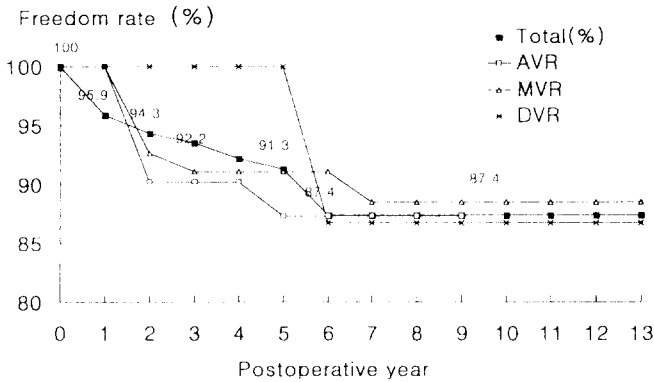 Freedom rate (%)
100
Total(%)
AVR
MVR
DVR
100
95.9
94.3
92.2
91.3
87.4
87.4
95
90
85
80
0 1 2 3 4 5 6 7 8 9 10 11 12 13
Postoperative year